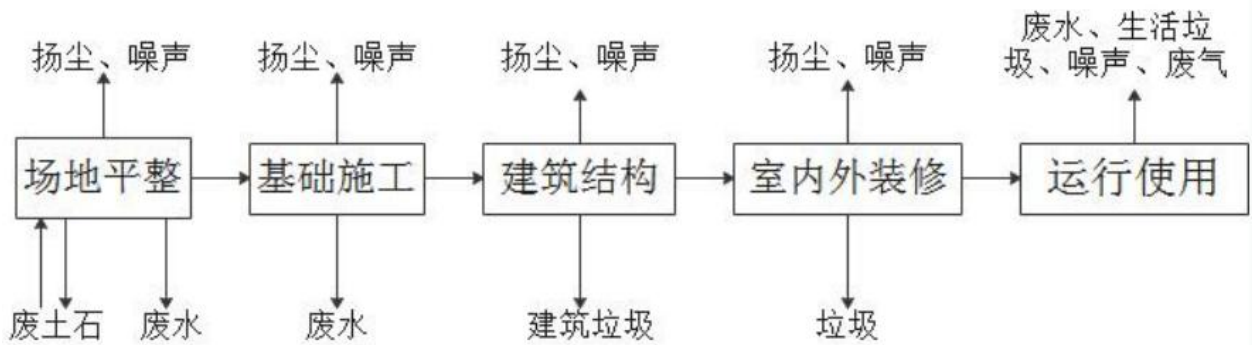 扬尘、噪声
扬尘、噪声
扬尘、噪声
扬尘、噪声
废水、生活垃
圾、噪声、废气
场地平整
基础施工
建筑结构
室内外装修
运行使用
废土石
废水
废水
建筑垃圾
垃圾